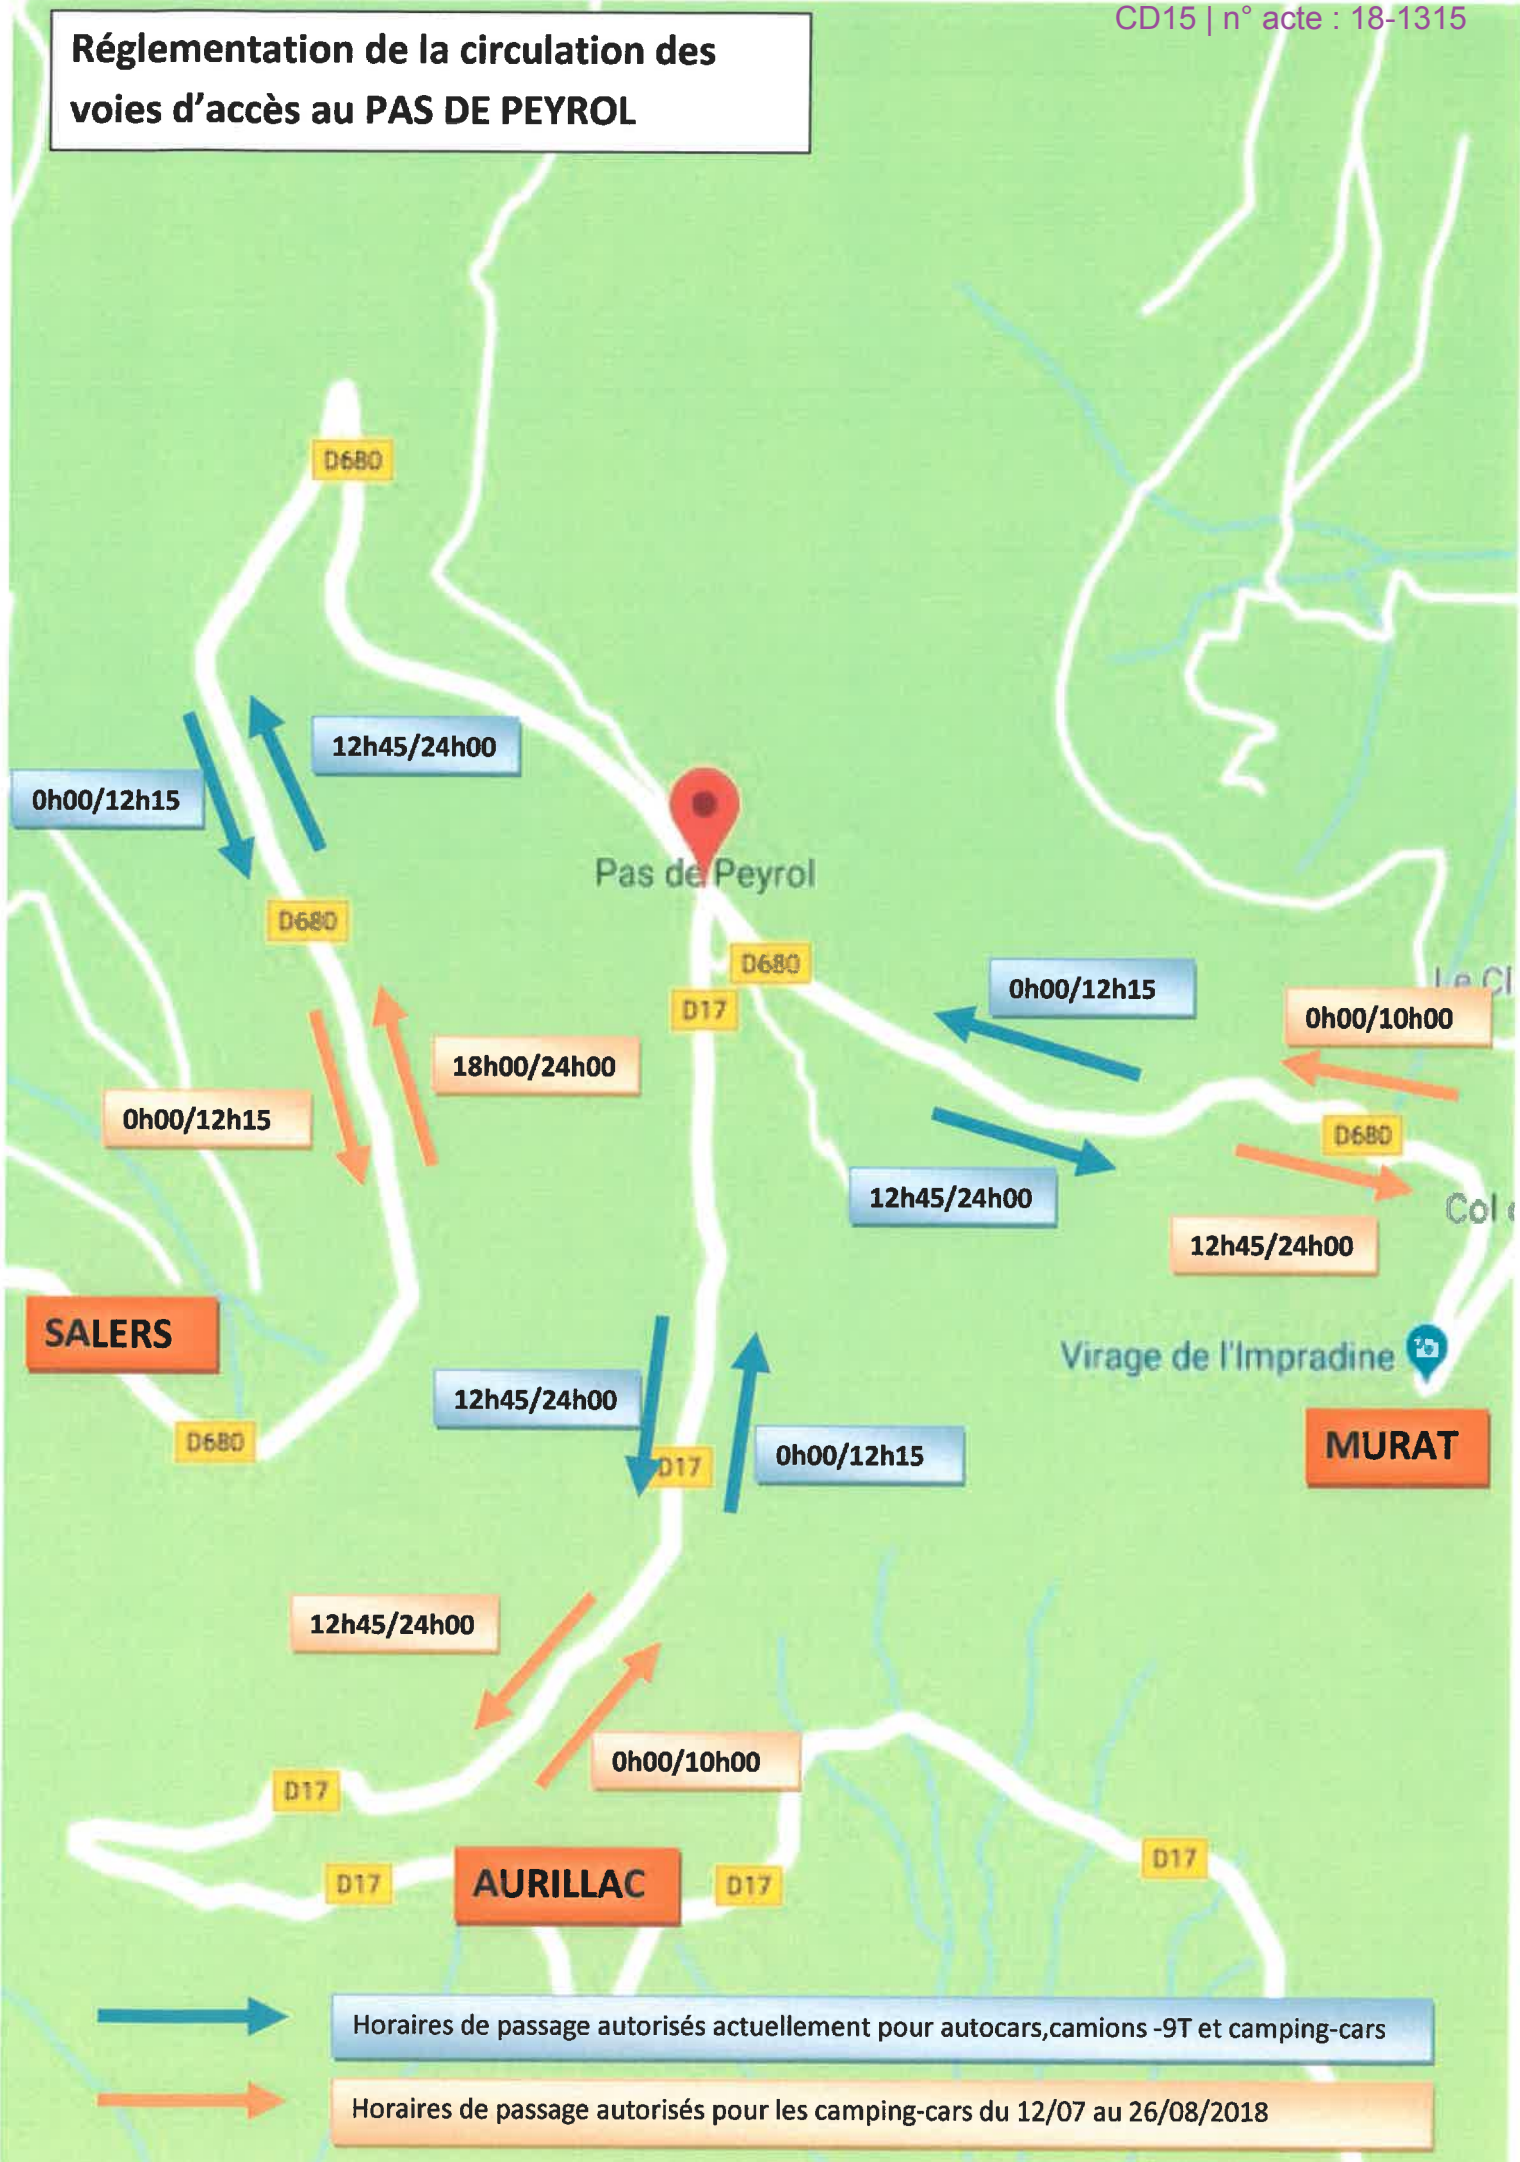 CD15 | n° acte : 18-1315
Réglementation de la circulation des
voies d'accès au PAS DE PEYROL
D680
12h45/24h00
0h00/12h15
Pas de Peyrol
D680
D680
D17
0h00/12h15
Le Cl
0h00/10h00
18h00/24h00
0h00/12h15
D680
12h45/24h00
Col
12h45/24h00
SALERS
Virage de l'Impradine
12h45/24h00
D680
D17
0h00/12h15
MURAT
12h45/24h00
0h00/10h00
D17
D17
AURILLAC
D17
D17
Horaires de passage autorisés actuellement pour autocars,camions -9T et camping-cars
Horaires de passage autorisés pour les camping-cars du 12/07 au 26/08/2018